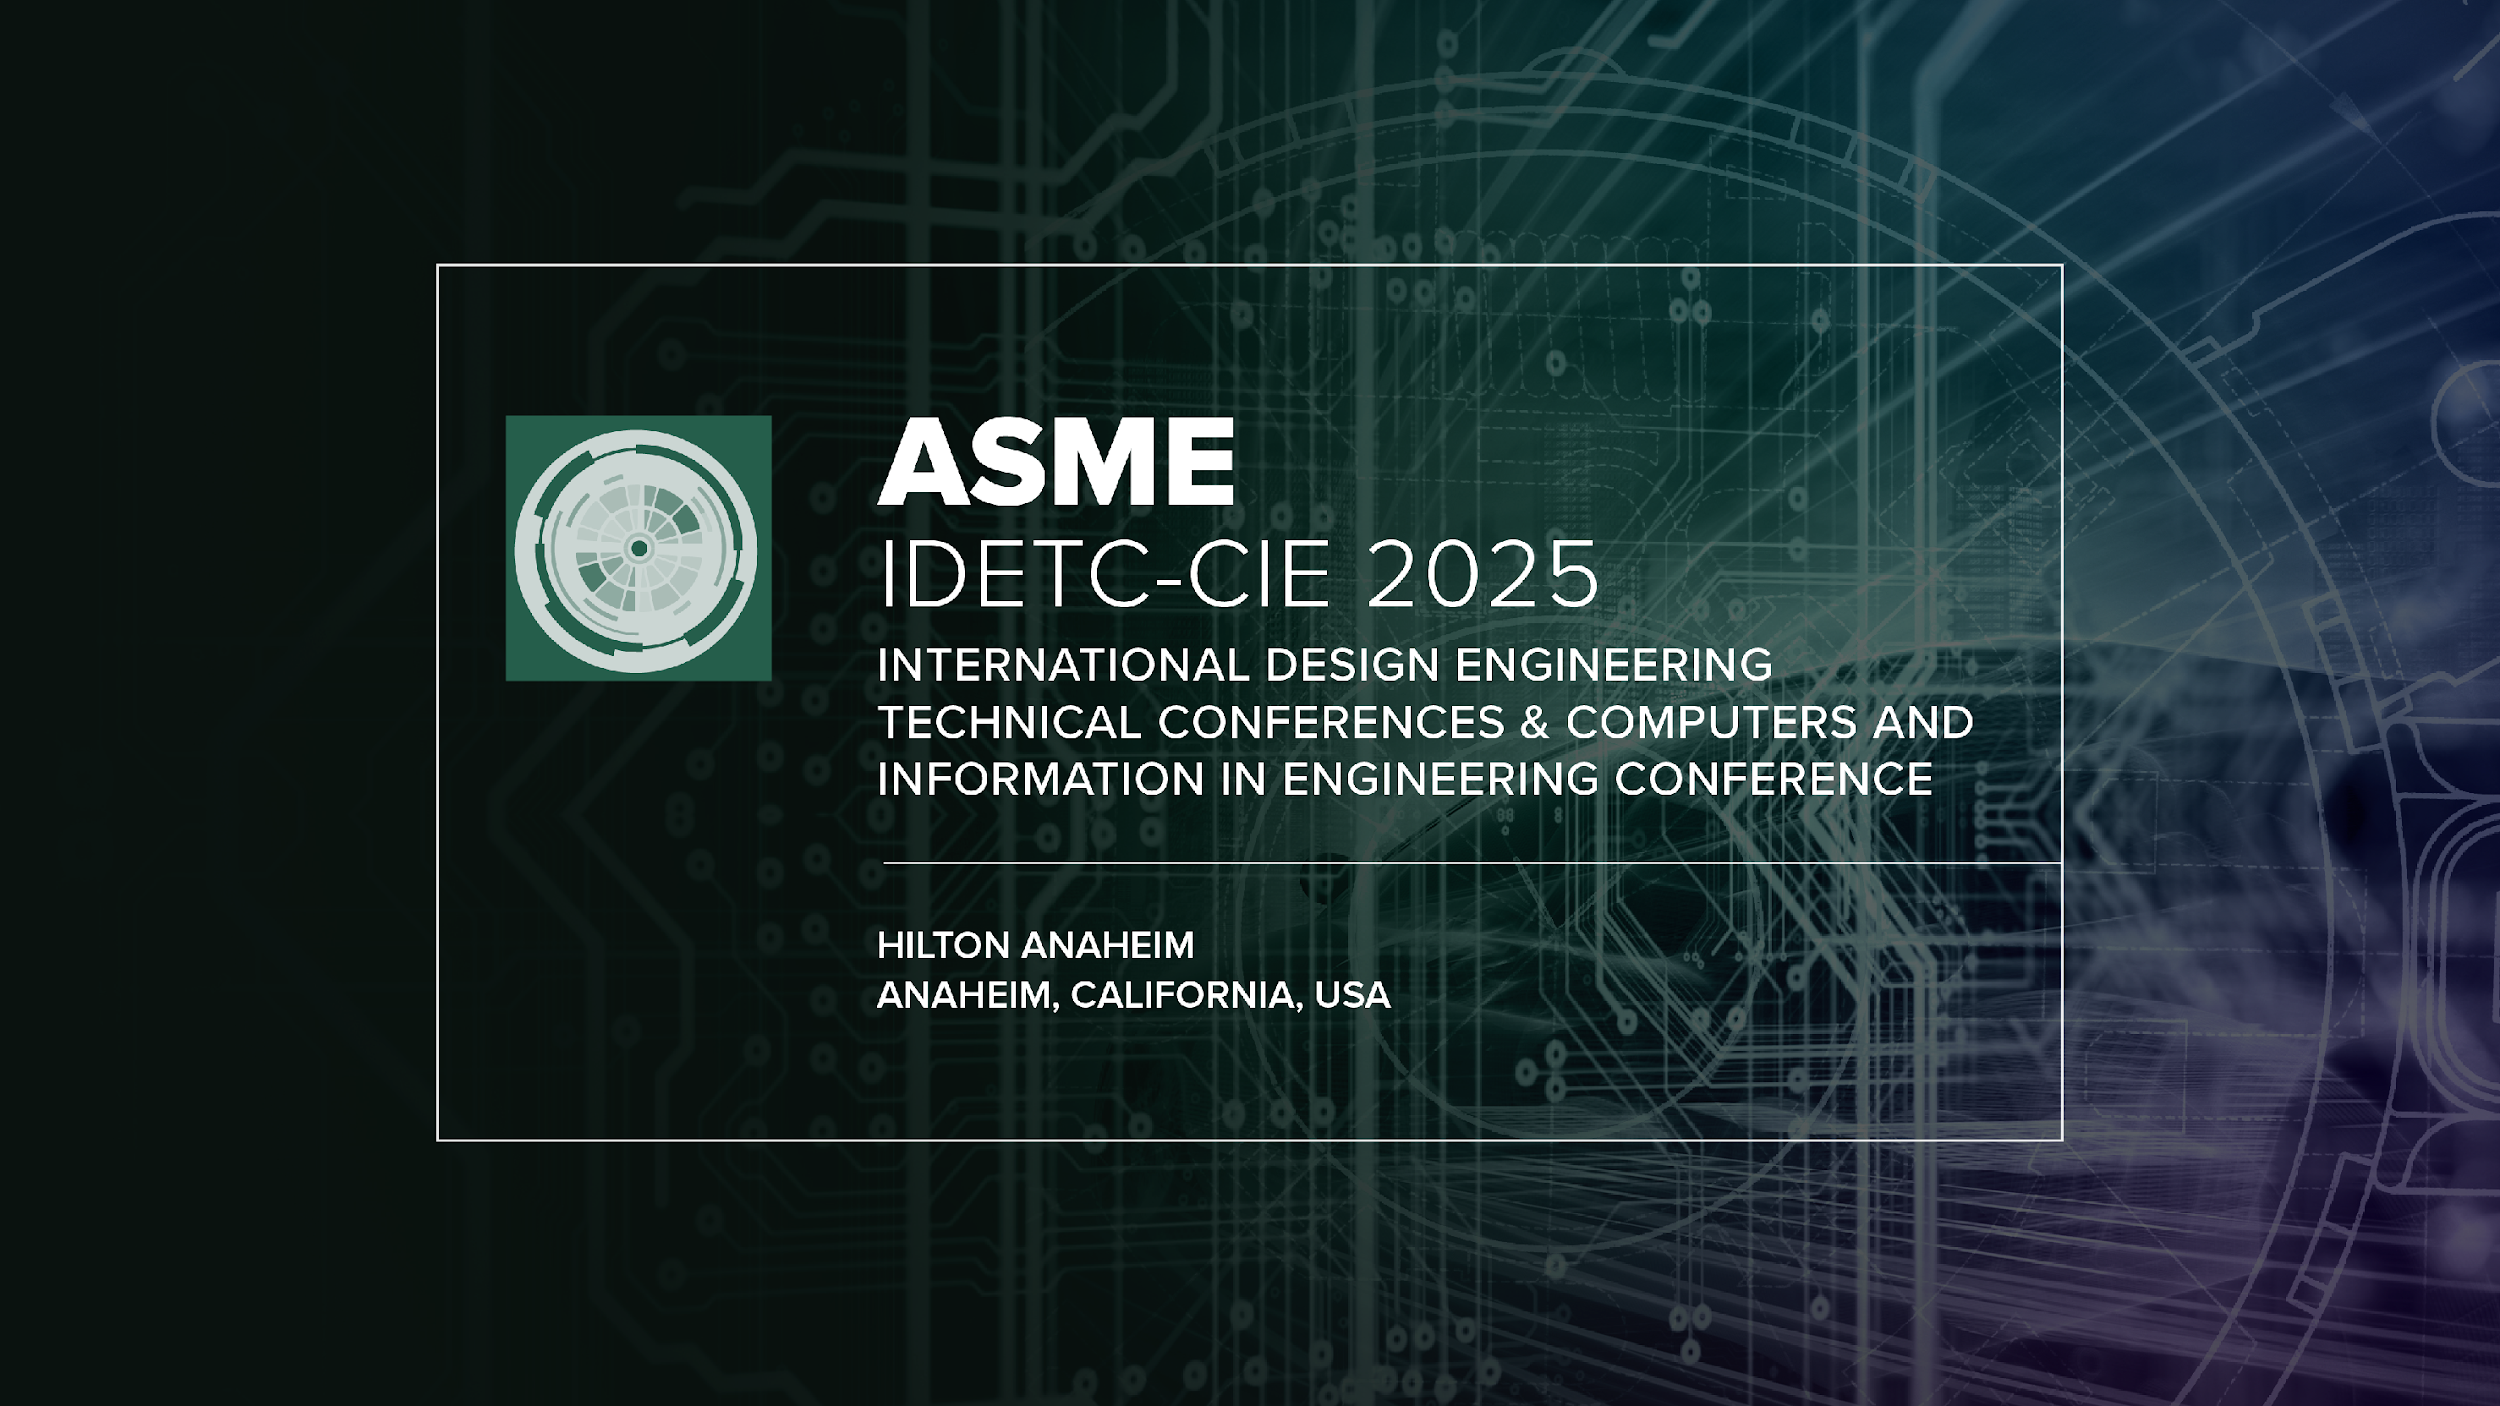 ASME
IDETC-CIE 2025
INTERNATIONAL DESIGN ENGINEERING
TECHNICAL CONFERENCES & COMPUTERS AND
INFORMATION IN ENGINEERING CONFERENCE
HILTON ANAHEIM
ANAHEIM, CALIFORNIA, USA